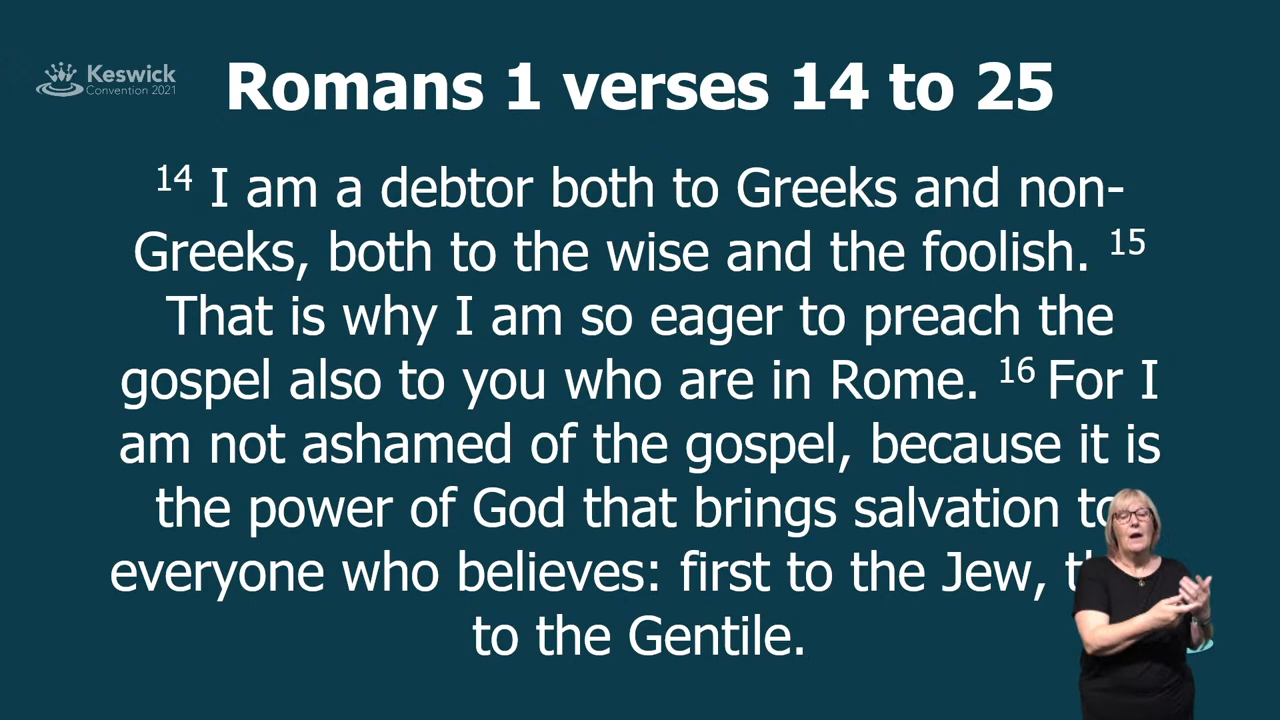 Keswick
Convention 2021
Romans 1 verses 14 to 25
14 I am a debtor both to Greeks and non-
Greeks, both to the wise and the foolish. 15
That is why I am so eager to preach the
gospel also to you who are in Rome. 16 For I
am not ashamed of the gospel, because it is
the power of God that brings salvation to
everyone who believes: first to the Jew,
to the Gentile.